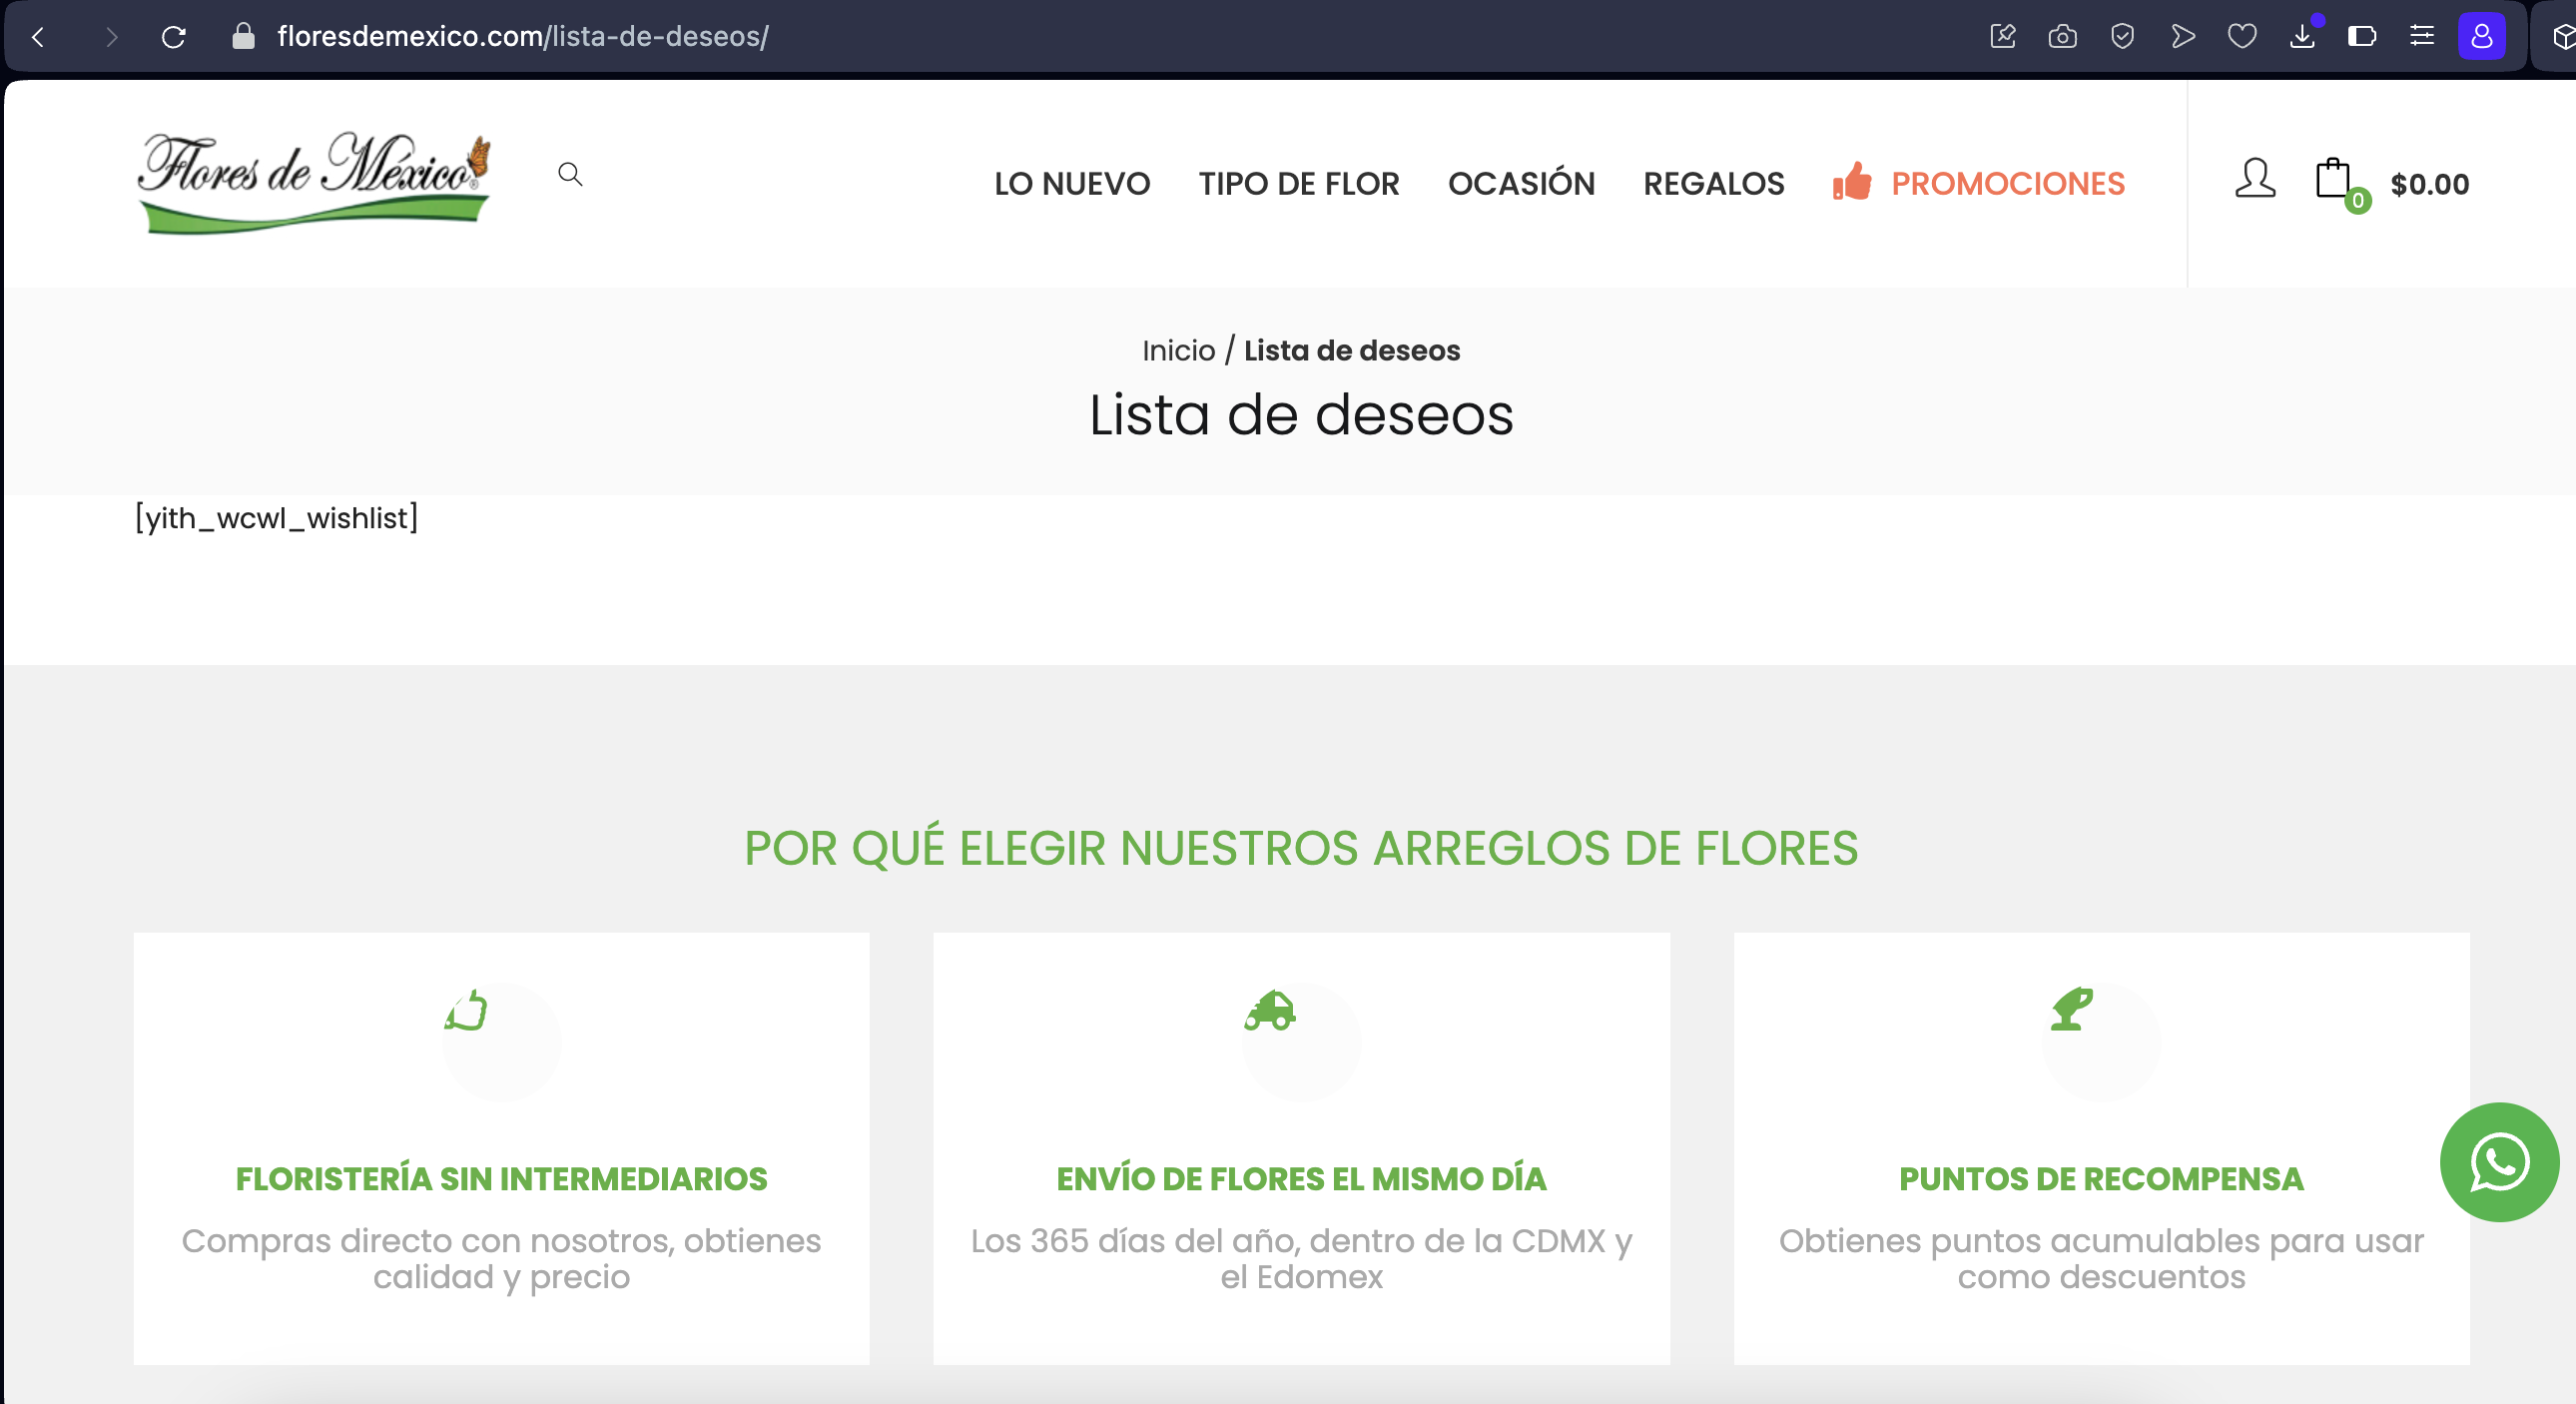 floresdemexico.com/lista-de-deseos/
Flores de México®
LO NUEVO TIPO DE FLOR OCASIÓN REGALOS PROMOCIONES 0 $0.00
Inicio / Lista de deseos
Lista de deseos
[yith_wcwl_wishlist]
POR QUÉ ELEGIR NUESTROS ARREGLOS DE FLORES
FLORISTERÍA SIN INTERMEDIARIOS
Compras directo con nosotros, obtienes
calidad y precio
ENVÍO DE FLORES EL MISMO DÍA
Los 365 días del año, dentro de la CDMX y
el Edomex
PUNTOS DE RECOMPENSA
Obtienes puntos acumulables para usar
como descuentos